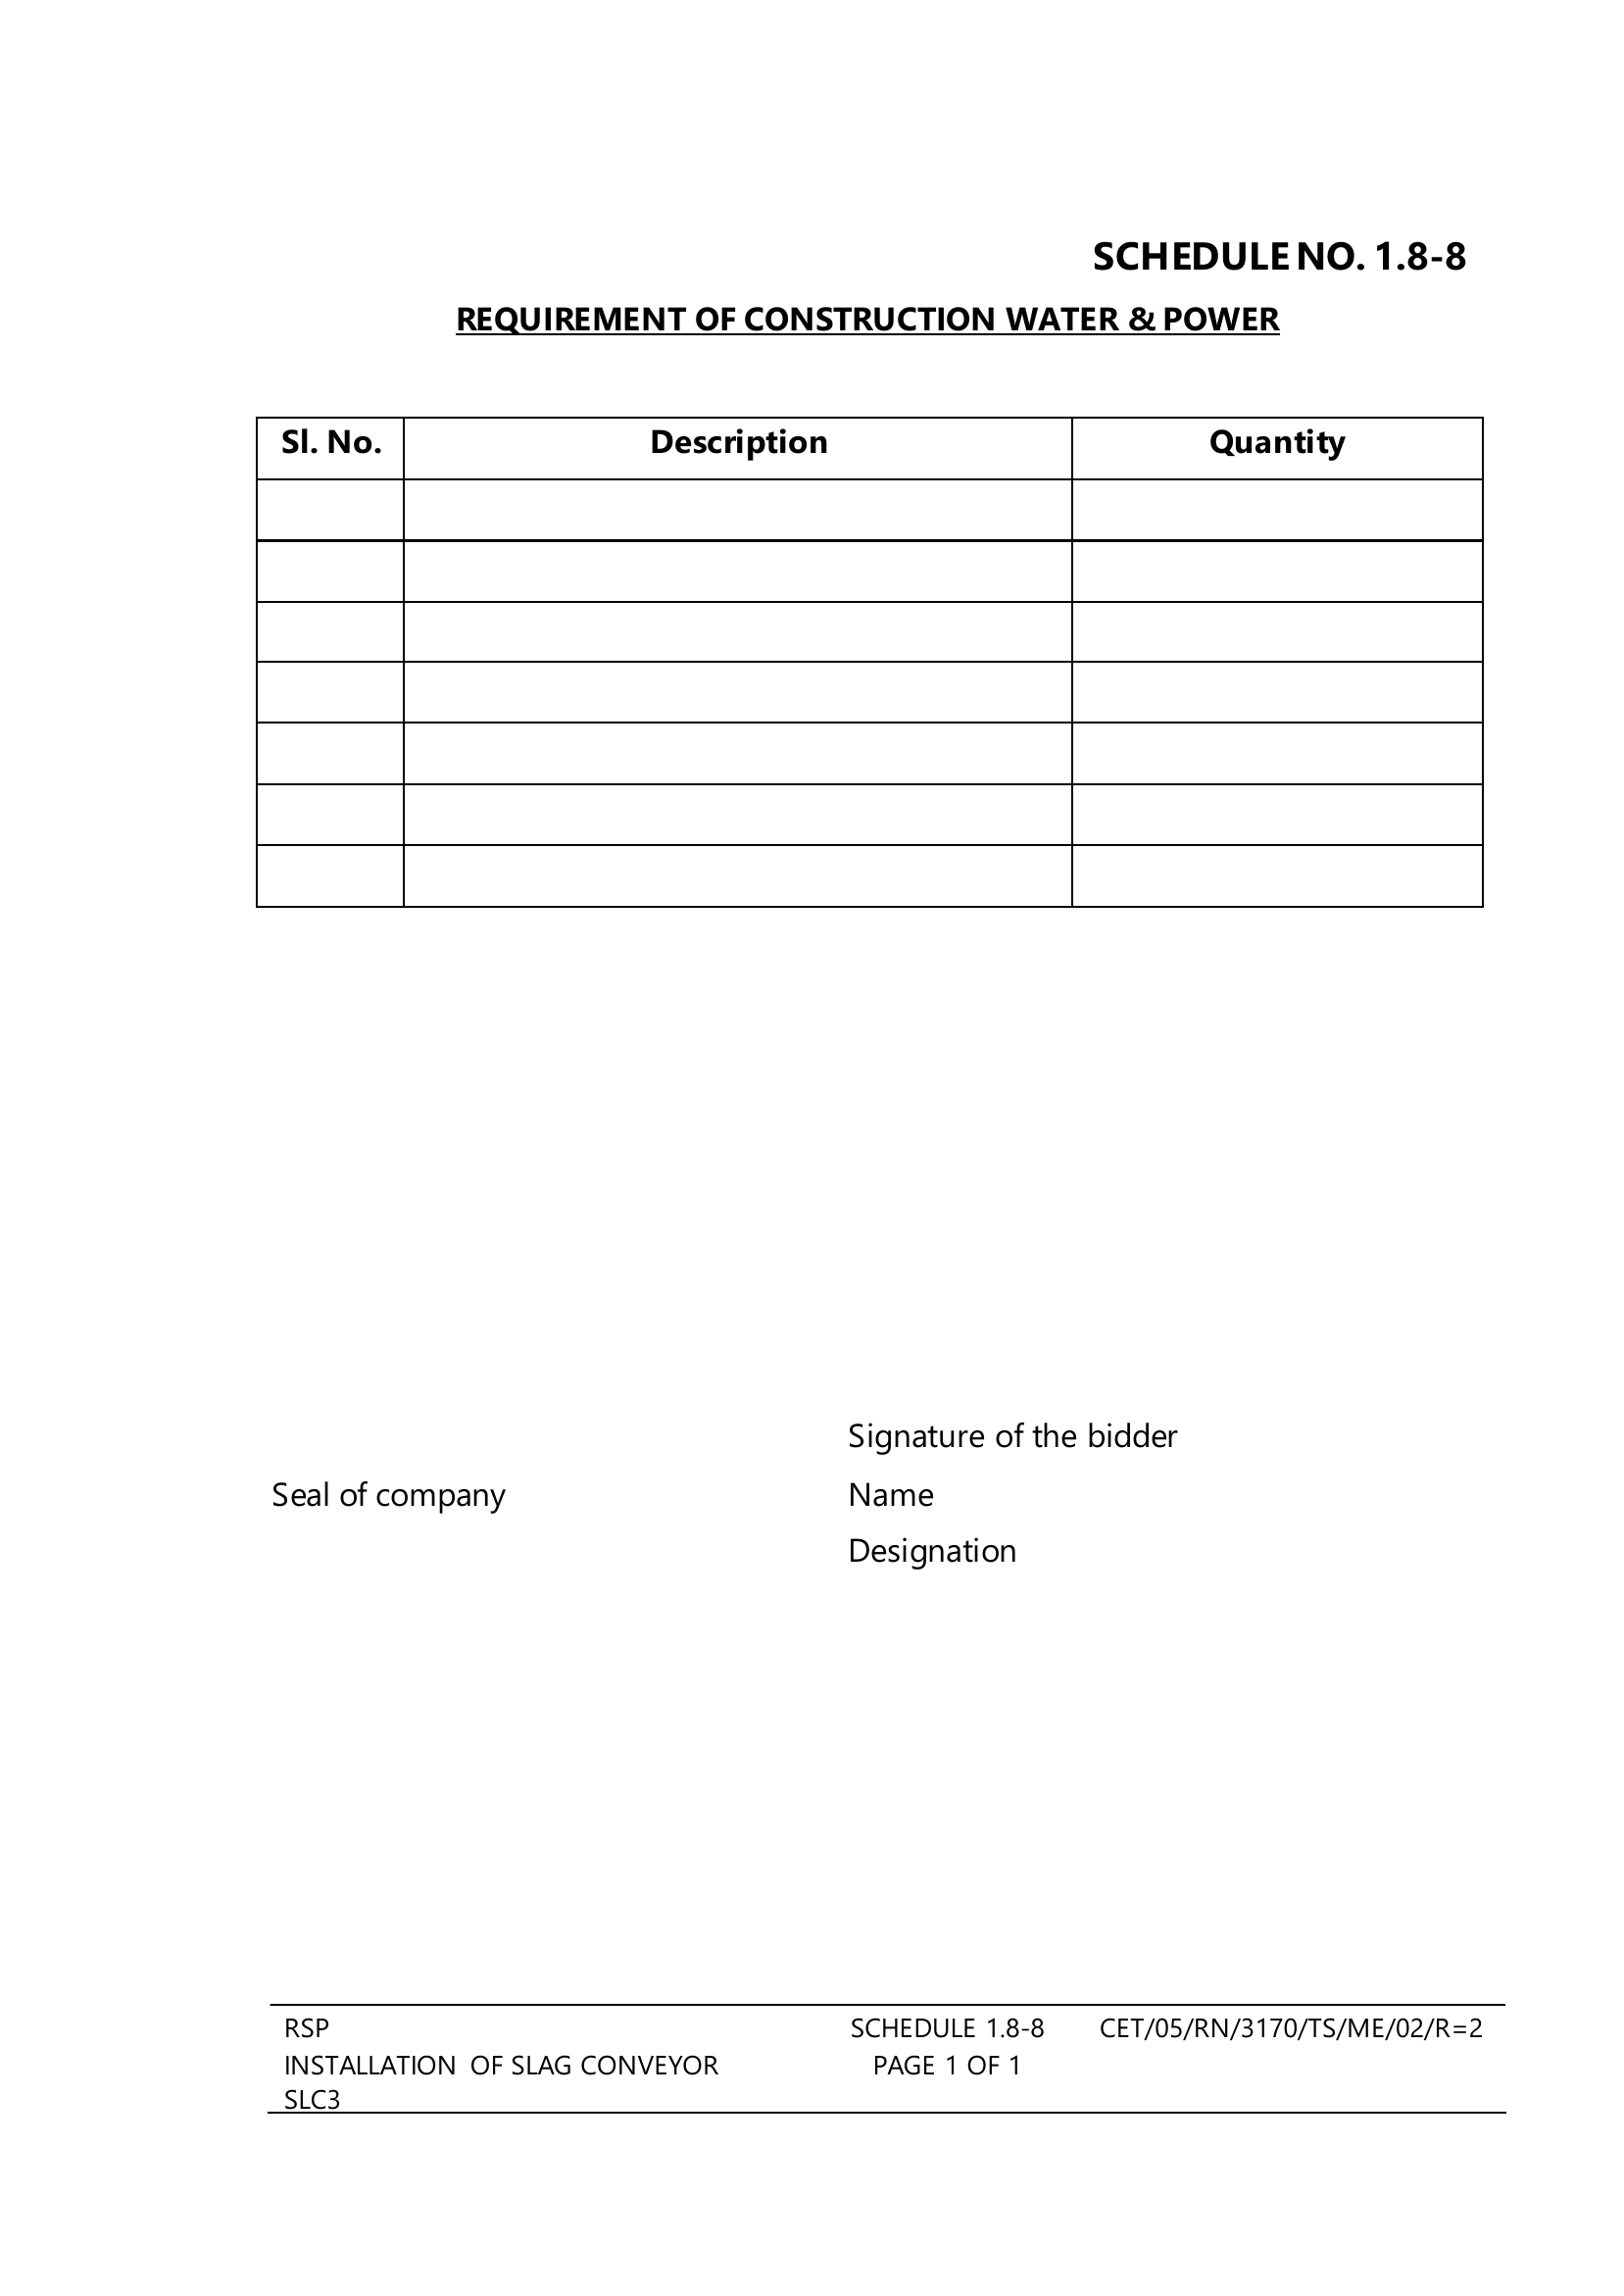 SCHEDULE NO. 1.8-8
REQUIREMENT OF CONSTRUCTION WATER & POWER
Sl. No. Description Quantity
Signature of the bidder
Seal of company Name
Designation
RSP SCHEDULE 1.8-8 CET/05/RN/3170/TS/ME/02/R=2
INSTALLATION OF SLAG CONVEYOR PAGE 1 OF 1
SLC3